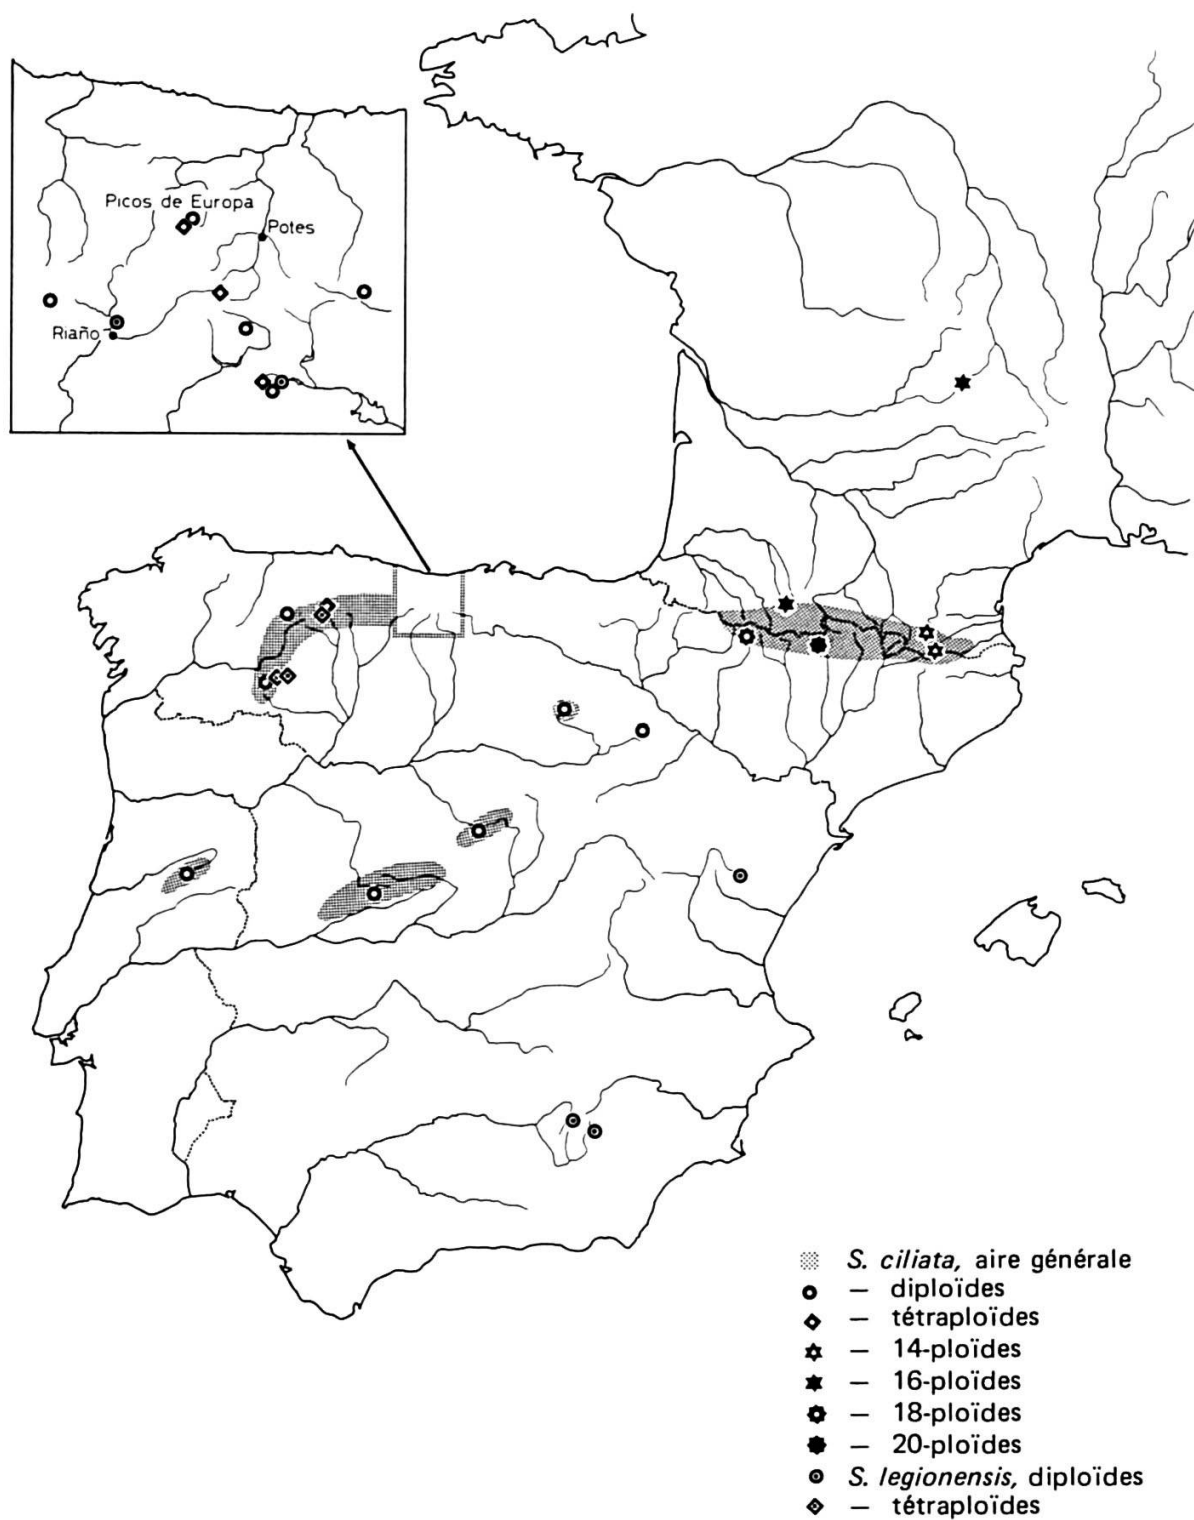 Picos de Europa
Potes
Riaño
S. ciliata, aire générale
— diploïdes
— tétraploïdes
— 14-ploïdes
— 16-ploïdes
— 18-ploïdes
— 20-ploïdes
S. legionensis, diploïdes
— tétraploïdes